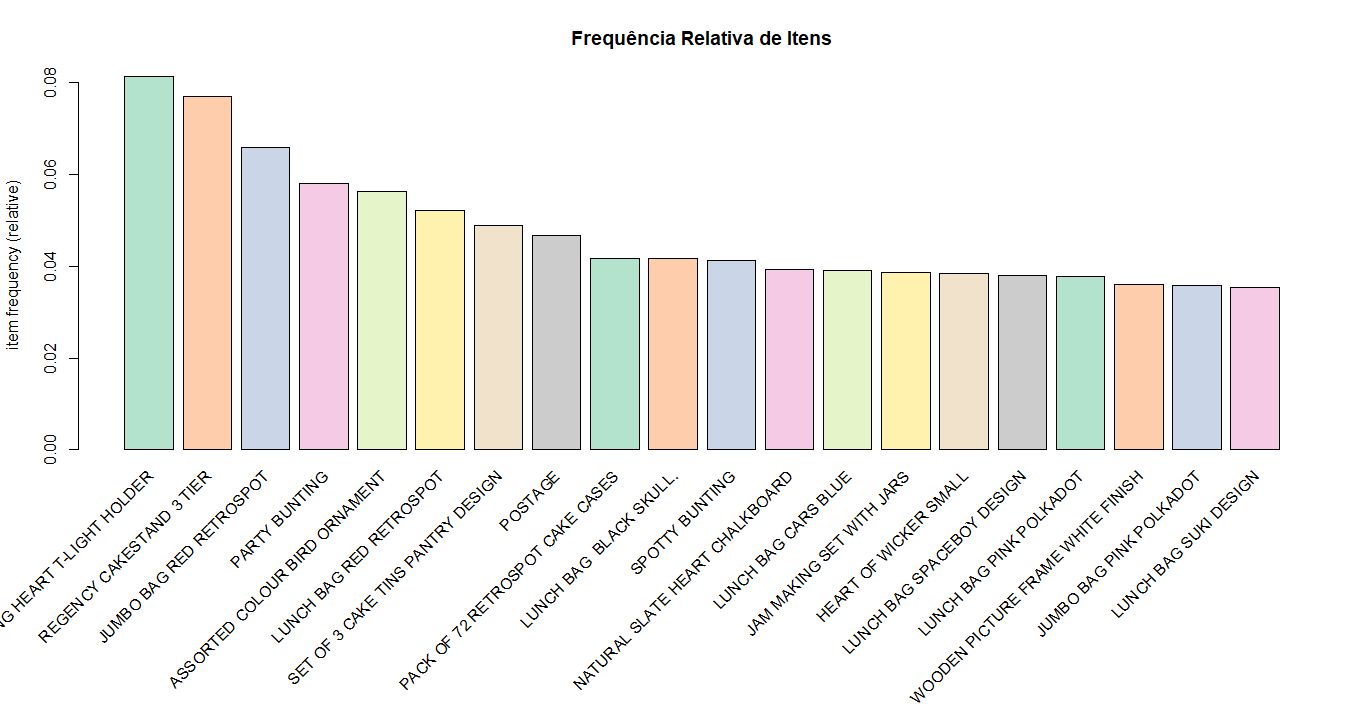 Frequência Relativa de Itens
item frequency (relative)
0.08
0.06
0.04
0.02
0.00
HEART T-LIGHT HOLDER
REGENCY CAKESTAND 3 TIER
JUMBO BAG RED RETROSPOT
PARTY BUNTING
ASSORTED COLOUR BIRD ORNAMENT
LUNCH BAG RED RETROSPOT
SET OF 3 CAKE TINS PANTRY DESIGN
POSTAGE
PACK OF 72 RETROSPOT CAKE CASES
LUNCH BAG  BLACK SKULL.
SPOTTY BUNTING
NATURAL SLATE HEART CHALKBOARD
LUNCH BAG CARS BLUE
JAM MAKING SET WITH JARS
HEART OF WICKER SMALL
LUNCH BAG SPACEBOY DESIGN
LUNCH BAG PINK POLKADOT
WOODEN PICTURE FRAME WHITE FINISH
JUMBO BAG PINK POLKADOT
LUNCH BAG SUKI DESIGN